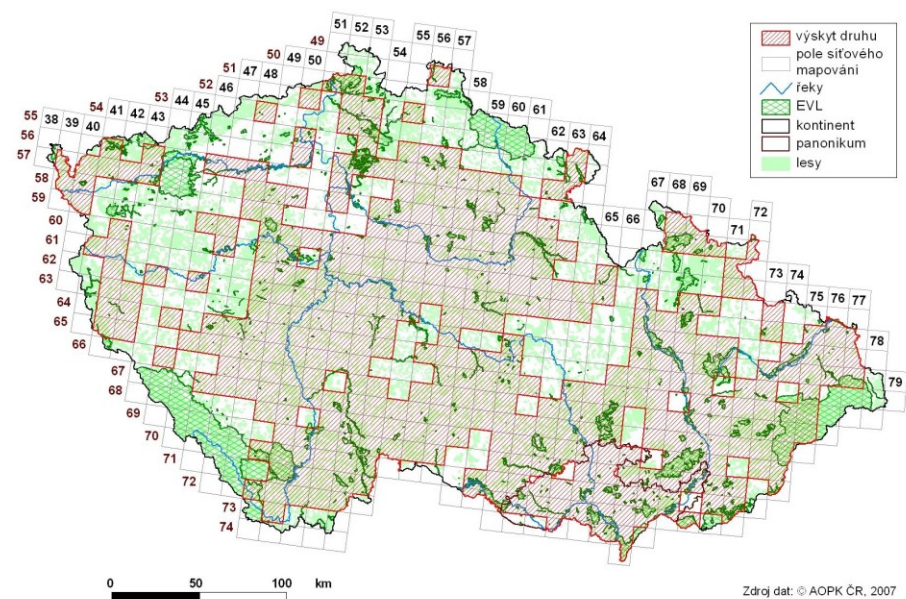 51 52 53
54
55 56 57
58
59 60 61
62 63 64
65 66
67 68 69
70
71
72
73 74
75 76 77
78
79
49
50 49 50
51 47 48
52 46
53 44 45
54 41 42 43
55 38 39 40
56
57
58
59
60
61
62
63
64
65
66
67
68
69
70
71
72
73
74
výskyt druhu
pole síťového
mapování
řeky
EVL
kontinent
panonikum
lesy
0 50 100 km
Zdroj dat: © AOPK ČR, 2007